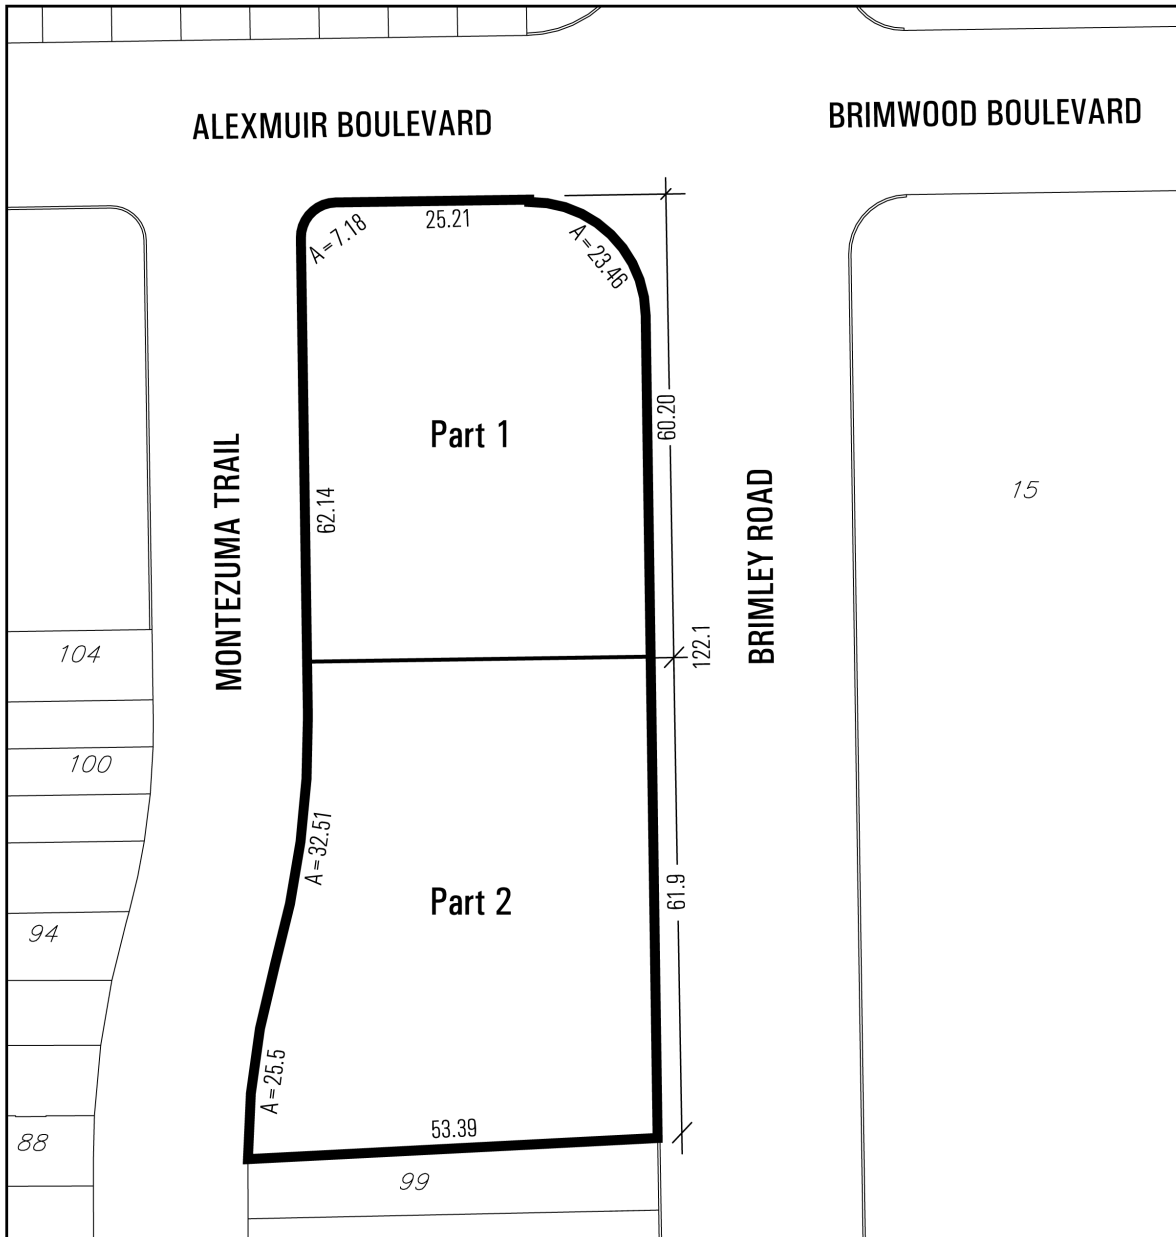 ALEXMUIR BOULEVARD
BRIMWOOD BOULEVARD
A = 7.18
25.21
A = 23.46
60.20
Part 1
MONTEZUMA TRAIL
62.14
BRIMLEY ROAD
15
122.1
104
100
A = 32.51
61.9
Part 2
94
A = 25.5
53.39
88
99